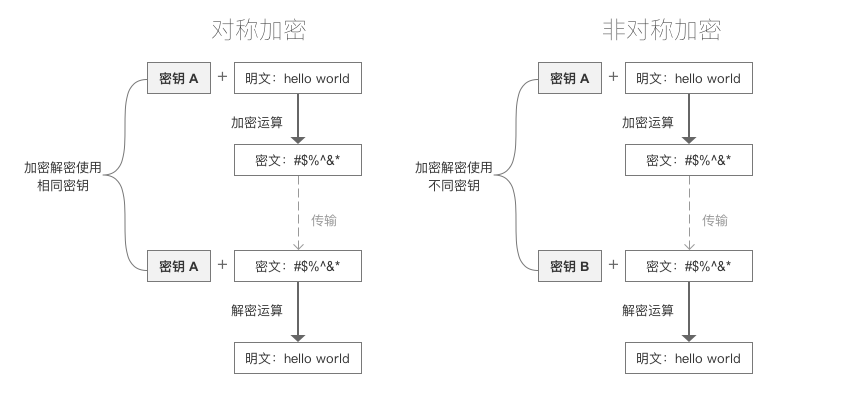 对称加密
密钥 A + 明文：hello world
加密运算
密文：#$%^&*
加密解密使用
相同密钥
传输
密钥 A + 密文：#$%^&*
解密运算
明文：hello world
非对称加密
密钥 A + 明文：hello world
加密运算
密文：#$%^&*
加密解密使用
不同密钥
传输
密钥 B + 密文：#$%^&*
解密运算
明文：hello world